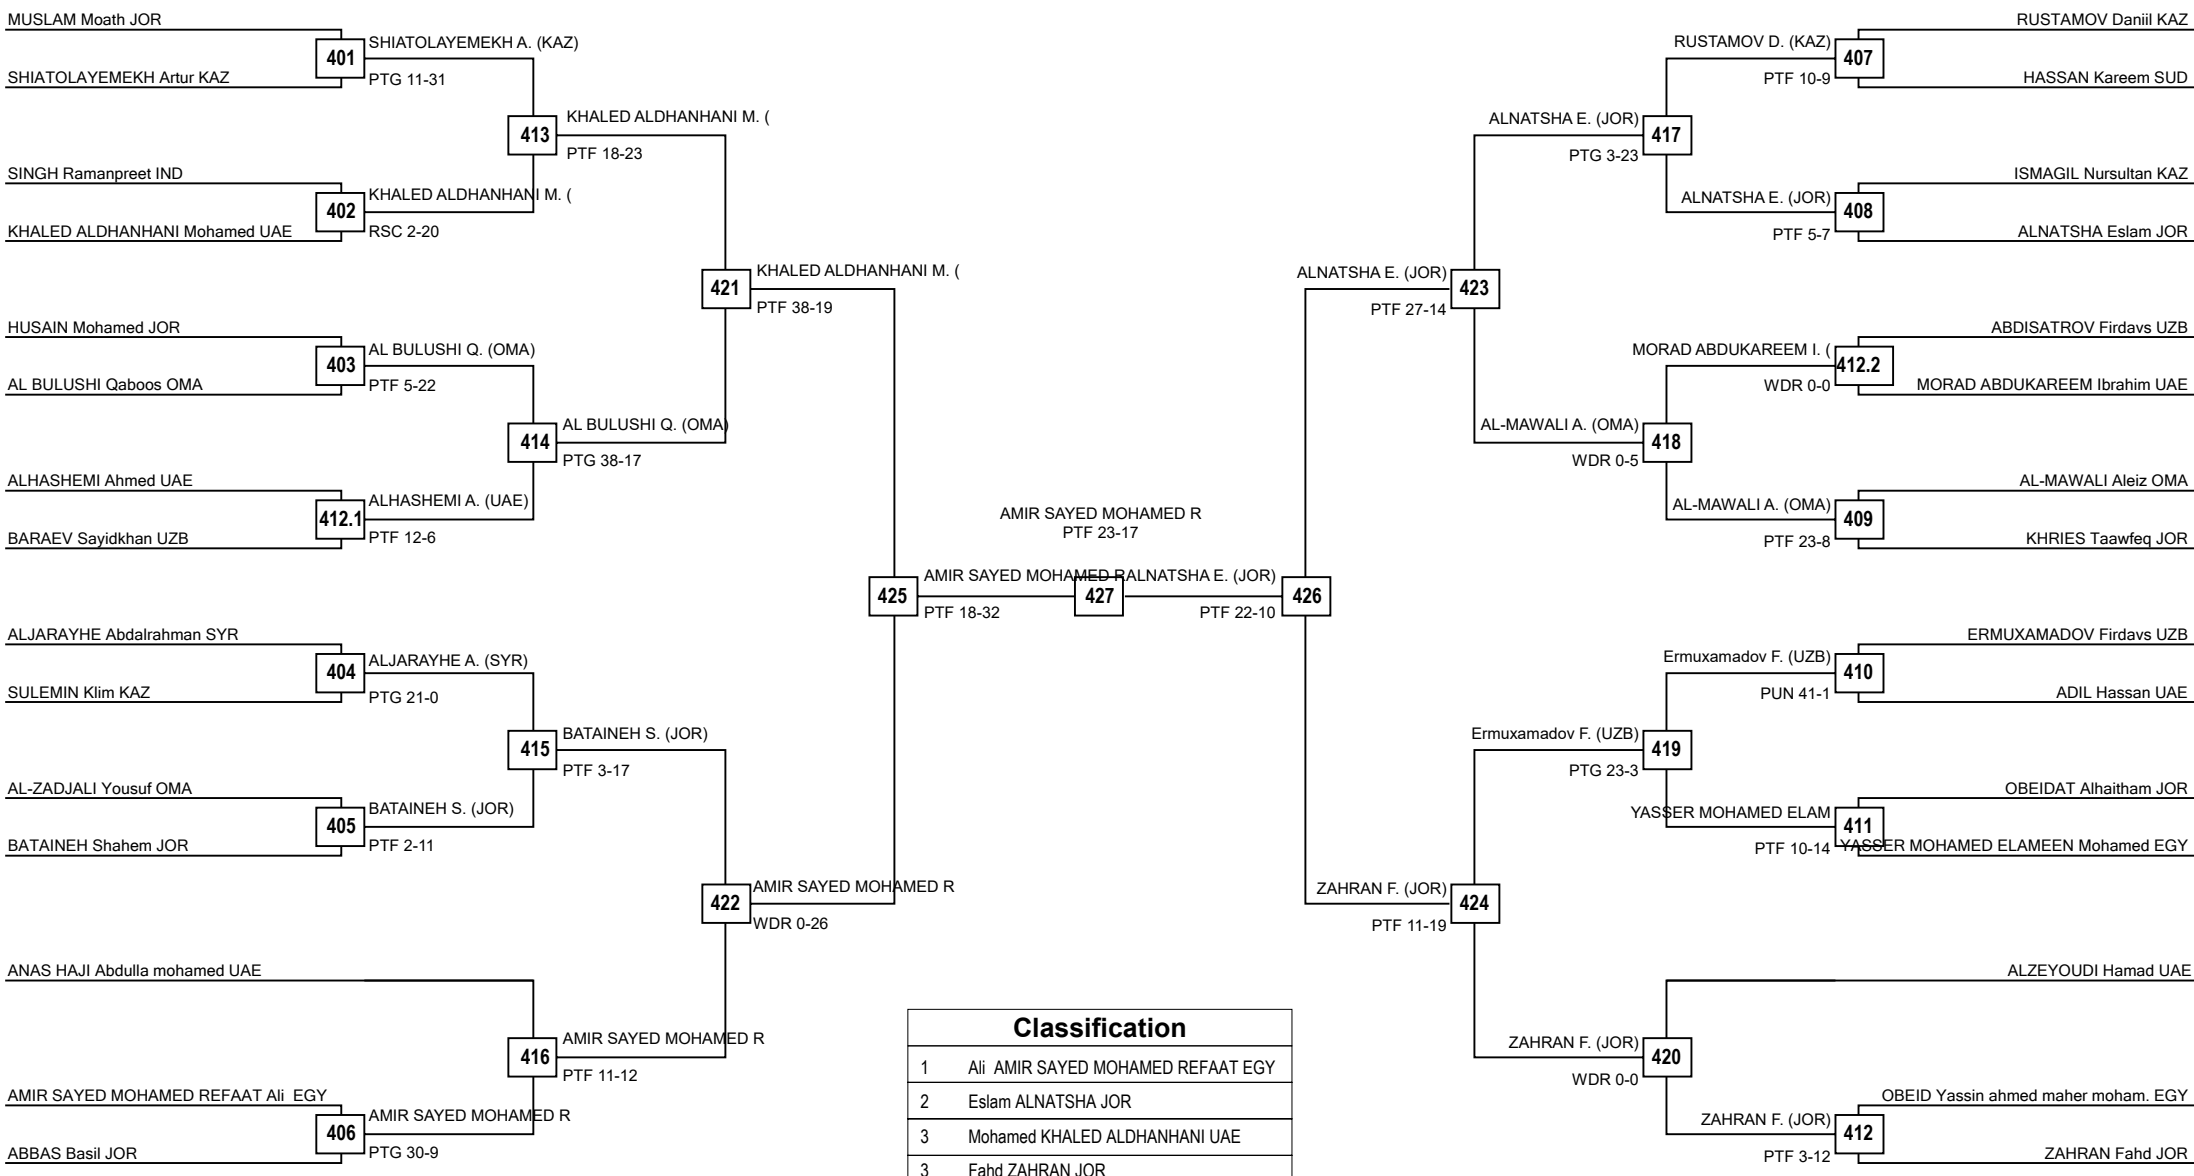 MUSLAM Moath JOR
401
SHIATOLAYEMEKH A. (KAZ)
PTG 11-31
SHIATOLAYEMEKH Artur KAZ
413
KHALED ALDHANHANI M. (
PTF 18-23
SINGH Ramanpreet IND
402
KHALED ALDHANHANI M. (
RSC 2-20
KHALED ALDHANHANI Mohamed UAE
421
KHALED ALDHANHANI M. (
PTF 38-19
HUSAIN Mohamed JOR
403
AL BULUSHI Q. (OMA)
PTF 5-22
AL BULUSHI Qaboos OMA
414
AL BULUSHI Q. (OMA)
PTG 38-17
ALHASHEMI Ahmed UAE
412.1
ALHASHEMI A. (UAE)
PTF 12-6
BARAEV Sayidkhan UZB
425
AMIR SAYED MOHAMED R
PTF 18-32
ALJARAYHE Abdalrahman SYR
404
ALJARAYHE A. (SYR)
PTG 21-0
SULEMIN Klim KAZ
415
BATAINEH S. (JOR)
PTF 3-17
AL-ZADJALI Yousuf OMA
405
BATAINEH S. (JOR)
PTF 2-11
BATAINEH Shahem JOR
422
AMIR SAYED MOHAMED R
WDR 0-26
ANAS HAJI Abdulla mohamed UAE
416
AMIR SAYED MOHAMED R
PTF 11-12
AMIR SAYED MOHAMED REFAAT Ali EGY
406
AMIR SAYED MOHAMED R
PTG 30-9
ABBAS Basil JOR
AMIR SAYED MOHAMED R
PTF 23-17
427
RUSTAMOV Daniil KAZ
RUSTAMOV D. (KAZ)
407
PTF 10-9
HASSAN Kareem SUD
ALNATSHA E. (JOR)
417
PTG 3-23
ISMAGIL Nursultan KAZ
ALNATSHA E. (JOR)
408
PTF 5-7
ALNATSHA Eslam JOR
ALNATSHA E. (JOR)
423
PTF 27-14
ABDISATROV Firdavs UZB
MORAD ABDUKAREEM I. (
412.2
WDR 0-0
MORAD ABDUKAREEM Ibrahim UAE
AL-MAWALI A. (OMA)
418
WDR 0-5
AL-MAWALI Aleiz OMA
AL-MAWALI A. (OMA)
409
PTF 23-8
KHRIES Taawfeq JOR
ALNATSHA E. (JOR)
426
PTF 22-10
ERMUXAMADOV Firdavs UZB
Ermuxamadov F. (UZB)
410
PUN 41-1
ADIL Hassan UAE
Ermuxamadov F. (UZB)
419
PTG 23-3
OBEIDAT Alhaitham JOR
YASSER MOHAMED ELAM
411
PTF 10-14
YASSER MOHAMED ELAMEEN Mohamed EGY
ZAHRAN F. (JOR)
424
PTF 11-19
ALZEYOUDI Hamad UAE
ZAHRAN F. (JOR)
420
WDR 0-0
OBEID Yassin ahmed maher moham. EGY
ZAHRAN F. (JOR)
412
PTF 3-12
ZAHRAN Fahd JOR
Classification
1 Ali AMIR SAYED MOHAMED REFAAT EGY
2 Eslam ALNATSHA JOR
3 Mohamed KHALED ALDHANHANI UAE
3 Fahd ZAHRAN JOR